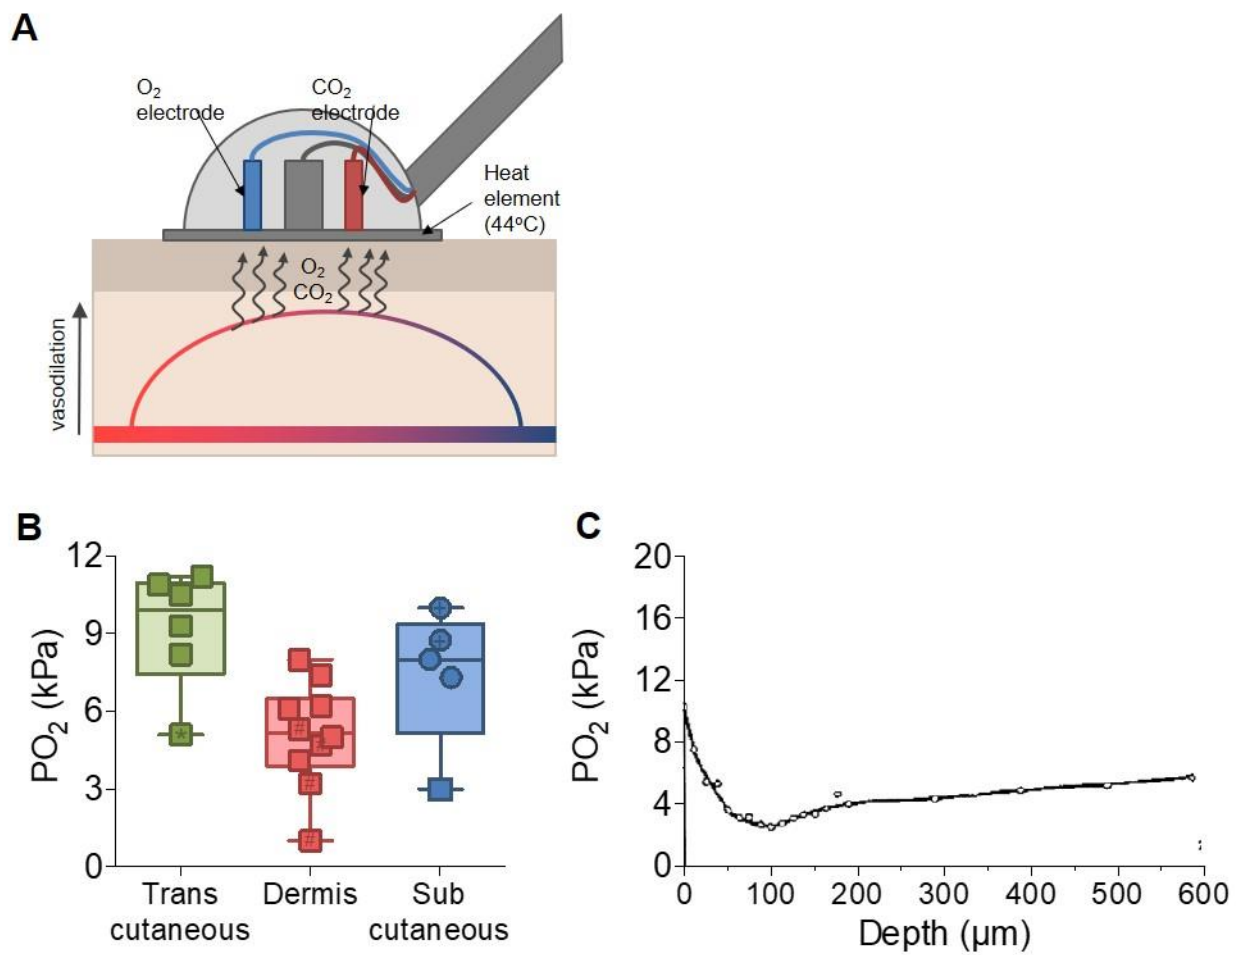 A
O₂
electrode
CO₂
electrode
Heat
element
(44ºC)
O₂
CO₂
vasodilation
B
PO₂ (kPa)
12
9
6
3
0
*
#
*
#
#
+
+
Trans
cutaneous
Dermis
Sub
cutaneous
C
PO₂ (kPa)
20
16
12
8
4
0
0 100 200 300 400 500 600
Depth (µm)